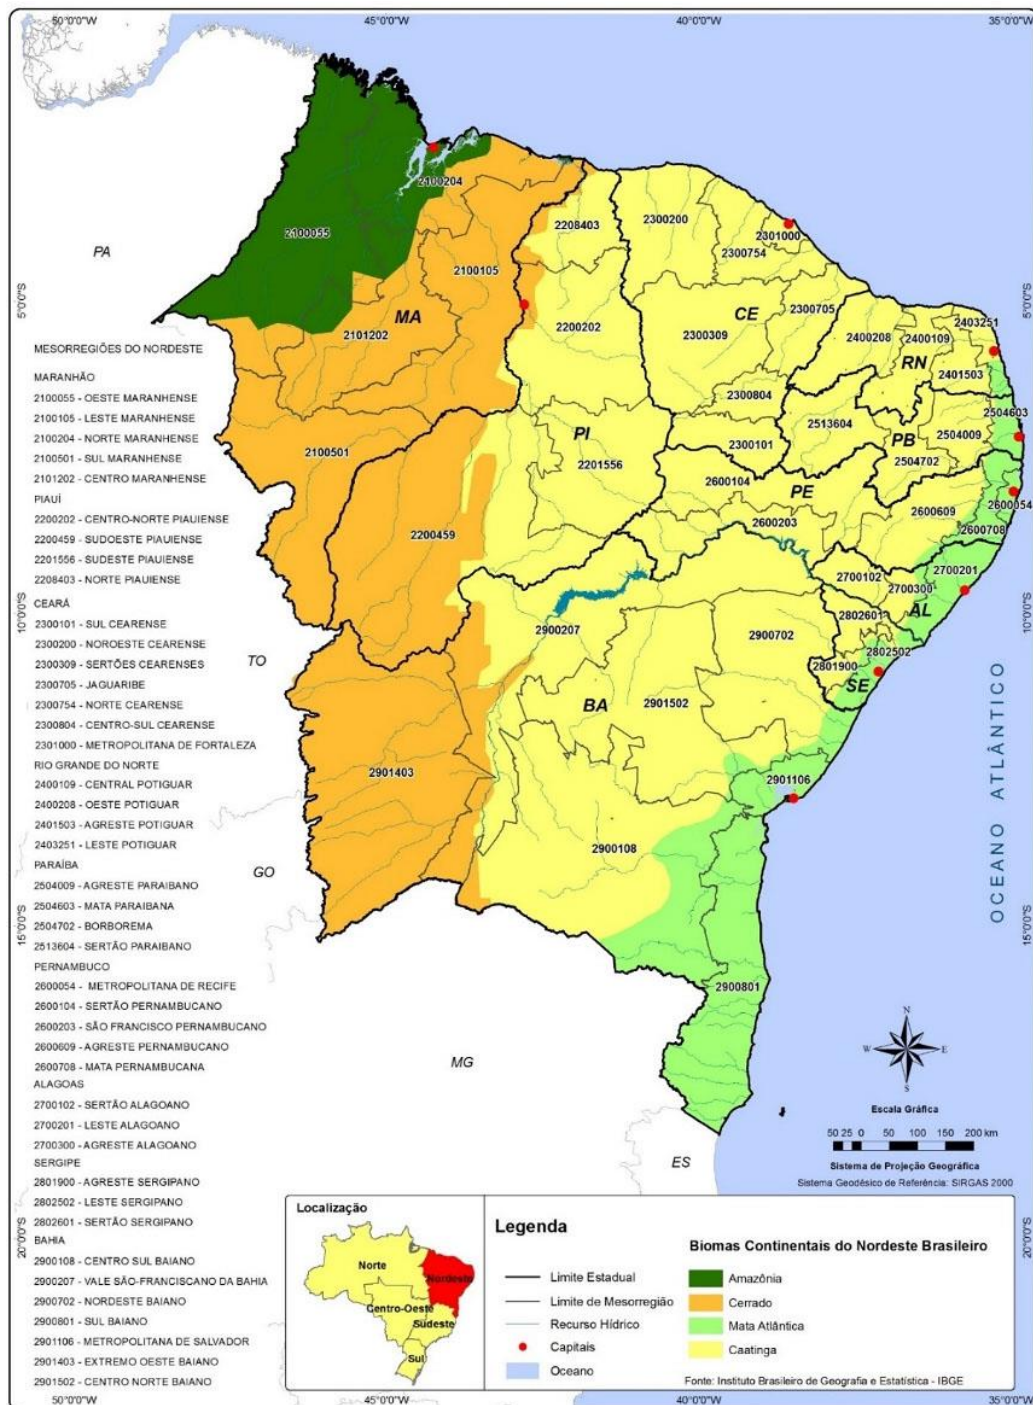 50°0'0"W
45°0'0"W
40°0'0"W
35°0'0"W
5°0'0"S
10°0'0"S
15°0'0"S
20°0'0"S
5°0'0"S
10°0'0"S
15°0'0"S
20°0'0"S
PA
TO
GO
MG
ES
OCEANO ATLÂNTICO
MA
PI
CE
RN
PB
PE
AL
SE
BA
2100204
2100055
2100105
2101202
2100501
2208403
2200202
2201556
2200459
2300200
2301000
2300754
2300705
2300309
2300804
2300101
2403251
2400109
2400208
2401503
2504603
2504009
2513604
2504702
2600104
2600054
2600609
2600203
2600708
2700201
2700102
2700300
2802601
2802502
2801900
2900207
2900702
2901502
2901403
2901106
2900108
2900801
MESORREGIÕES DO NORDESTE
MARANHÃO
2100055 - OESTE MARANHENSE
2100105 - LESTE MARANHENSE
2100204 - NORTE MARANHENSE
2100501 - SUL MARANHENSE
2101202 - CENTRO MARANHENSE
PIAUÍ
2200202 - CENTRO-NORTE PIAUIENSE
2200459 - SUDOESTE PIAUIENSE
2201556 - SUDESTE PIAUIENSE
2208403 - NORTE PIAUIENSE
CEARÁ
2300101 - SUL CEARENSE
2300200 - NOROESTE CEARENSE
2300309 - SERTÕES CEARENSES
2300705 - JAGUARIBE
2300754 - NORTE CEARENSE
2300804 - CENTRO-SUL CEARENSE
2301000 - METROPOLITANA DE FORTALEZA
RIO GRANDE DO NORTE
2400109 - CENTRAL POTIGUAR
2400208 - OESTE POTIGUAR
2401503 - AGRESTE POTIGUAR
2403251 - LESTE POTIGUAR
PARAÍBA
2504009 - AGRESTE PARAIBANO
2504603 - MATA PARAIBANA
2504702 - BORBOREMA
2513604 - SERTÃO PARAIBANO
PERNAMBUCO
2600054 - METROPOLITANA DE RECIFE
2600104 - SERTÃO PERNAMBUCANO
2600203 - SÃO FRANCISCO PERNAMBUCANO
2600609 - AGRESTE PERNAMBUCANO
2600708 - MATA PERNAMBUCANA
ALAGOAS
2700102 - SERTÃO ALAGOANO
2700201 - LESTE ALAGOANO
2700300 - AGRESTE ALAGOANO
SERGIPE
2801900 - AGRESTE SERGIPANO
2802502 - LESTE SERGIPANO
2802601 - SERTÃO SERGIPANO
BAHIA
2900108 - CENTRO SUL BAIANO
2900207 - VALE SÃO-FRANCISCANO DA BAHIA
2900702 - NORDESTE BAIANO
2900801 - SUL BAIANO
2901106 - METROPOLITANA DE SALVADOR
2901403 - EXTREMO OESTE BAIANO
2901502 - CENTRO NORTE BAIANO
N
W
E
S
Escala Gráfica
50 25 0 50 100 150 200 km
Sistema de Projeção Geográfica
Sistema Geodésico de Referência: SIRGAS 2000
Localização
Norte
Nordeste
Centro-Oeste
Sudeste
Sul
Legenda
Limite Estadual
Limite de Mesorregião
Recurso Hídrico
Capitais
Oceano
Biomas Continentais do Nordeste Brasileiro
Amazônia
Cerrado
Mata Atlântica
Caatinga
Fonte: Instituto Brasileiro de Geografia e Estatística - IBGE
50°0'0"W
45°0'0"W
40°0'0"W
35°0'0"W